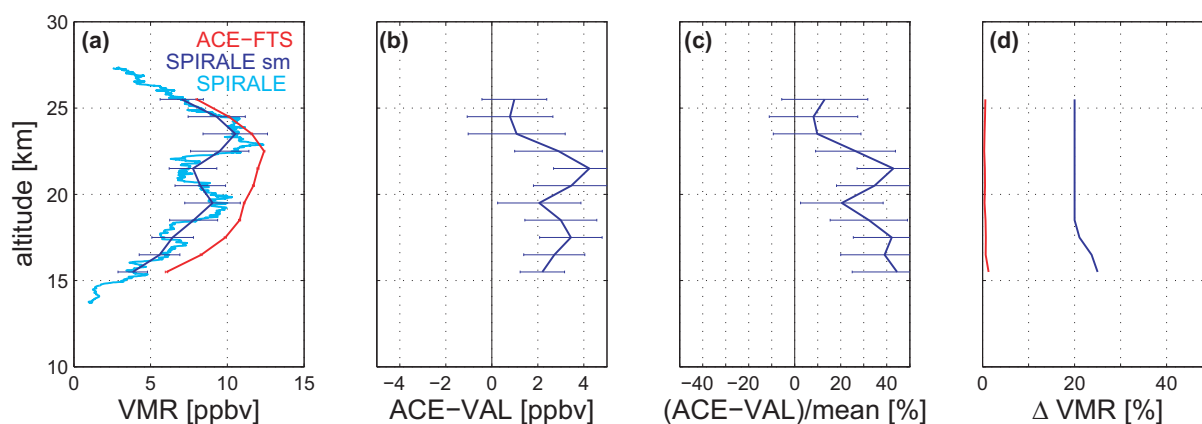 (a) (b) (c) (d)
ACE−FTS
SPIRALE sm
SPIRALE
30
25
20
15
10
altitude [km]
0 5 10 15
−4 −2 0 2 4
−40 −20 0 20 40
0 20 40
VMR [ppbv] ACE−VAL [ppbv] (ACE−VAL)/mean [%] Δ VMR [%]